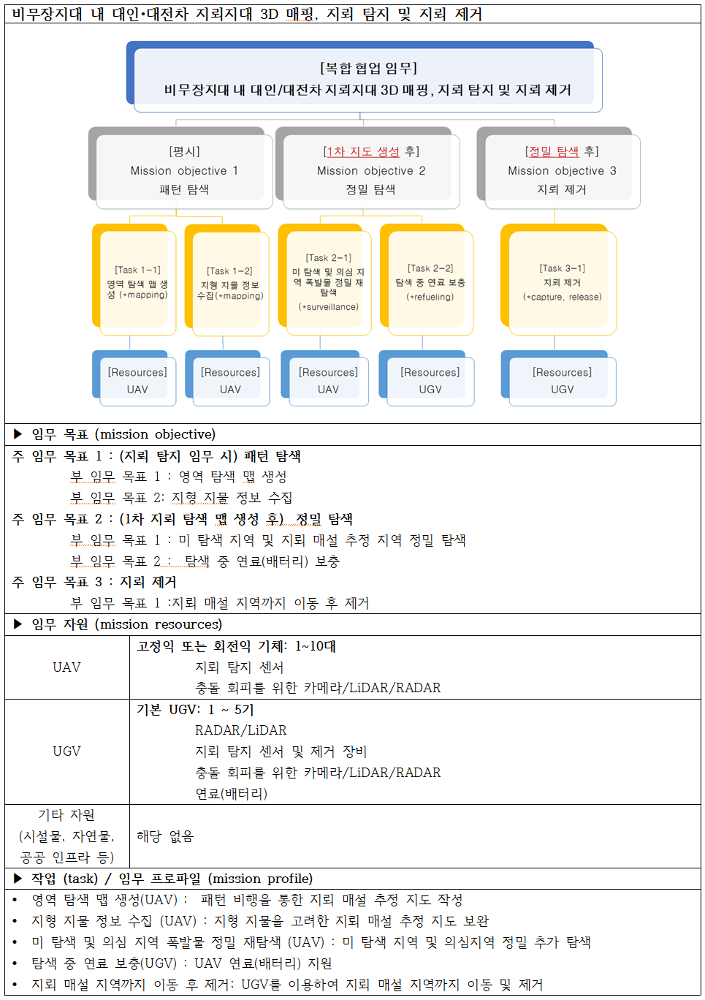 비무장지대 내 대인•대전차 지뢰지대 3D 매핑, 지뢰 탐지 및 지뢰 제거
[복합 협업 임무]
비무장지대 내 대인/대전차 지뢰지대 3D 매핑, 지뢰 탐지 및 지뢰 제거
[평시]
Mission objective 1
패턴 탐색
[1차 지도 생성 후]
Mission objective 2
정밀 탐색
[정밀 탐색 후]
Mission objective 3
지뢰 제거
[Task 1-1]
영역 탐색 맵 생
성 (*mapping)
[Task 1-2]
지형 지물 정보
수집(*mapping)
[Task 2-1]
미 탐색 및 의심 지
역 폭발물 정밀 재
탐색
(*surveillance)
[Task 2-2]
탐색 중 연료 보충
(*refueling)
[Task 3-1]
지뢰 제거
(*capture, release)
[Resources]
UAV
[Resources]
UAV
[Resources]
UAV
[Resources]
UGV
[Resources]
UGV
▶ 임무 목표 (mission objective)
주 임무 목표 1 : (지뢰 탐지 임무 시) 패턴 탐색
부 임무 목표 1 : 영역 탐색 맵 생성
부 임무 목표 2: 지형 지물 정보 수집
주 임무 목표 2 : (1차 지뢰 탐색 맵 생성 후) 정밀 탐색
부 임무 목표 1 : 미 탐색 지역 및 지뢰 매설 추정 지역 정밀 탐색
부 임무 목표 2 : 탐색 중 연료(배터리) 보충
주 임무 목표 3 : 지뢰 제거
부 임무 목표 1 :지뢰 매설 지역까지 이동 후 제거
▶ 임무 자원 (mission resources)
UAV
고정익 또는 회전익 기체: 1~10대
지뢰 탐지 센서
충돌 회피를 위한 카메라/LiDAR/RADAR
UGV
기본 UGV: 1 ~ 5기
RADAR/LiDAR
지뢰 탐지 센서 및 제거 장비
충돌 회피를 위한 카메라/LiDAR/RADAR
연료(배터리)
기타 자원
(시설물, 자연물,
공공 인프라 등)
해당 없음
▶ 작업 (task) / 임무 프로파일 (mission profile)
• 영역 탐색 맵 생성(UAV) : 패턴 비행을 통한 지뢰 매설 추정 지도 작성
• 지형 지물 정보 수집 (UAV) : 지형 지물을 고려한 지뢰 매설 추정 지도 보완
• 미 탐색 및 의심 지역 폭발물 정밀 재탐색 (UAV) : 미 탐색 지역 및 의심지역 정밀 추가 탐색
• 탐색 중 연료 보충(UGV) : UAV 연료(배터리) 지원
• 지뢰 매설 지역까지 이동 후 제거: UGV를 이용하여 지뢰 매설 지역까지 이동 및 제거